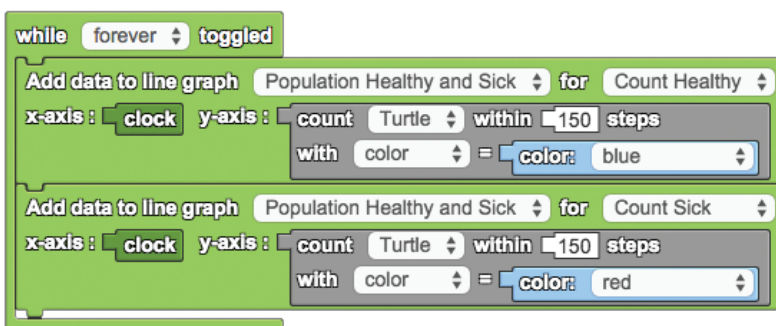 while forever toggled
Add data to line graph Population Healthy and Sick for Count Healthy
x-axis : clock y-axis : count Turtle within 150 steps
with color = color: blue
Add data to line graph Population Healthy and Sick for Count Sick
x-axis : clock y-axis : count Turtle within 150 steps
with color = color: red